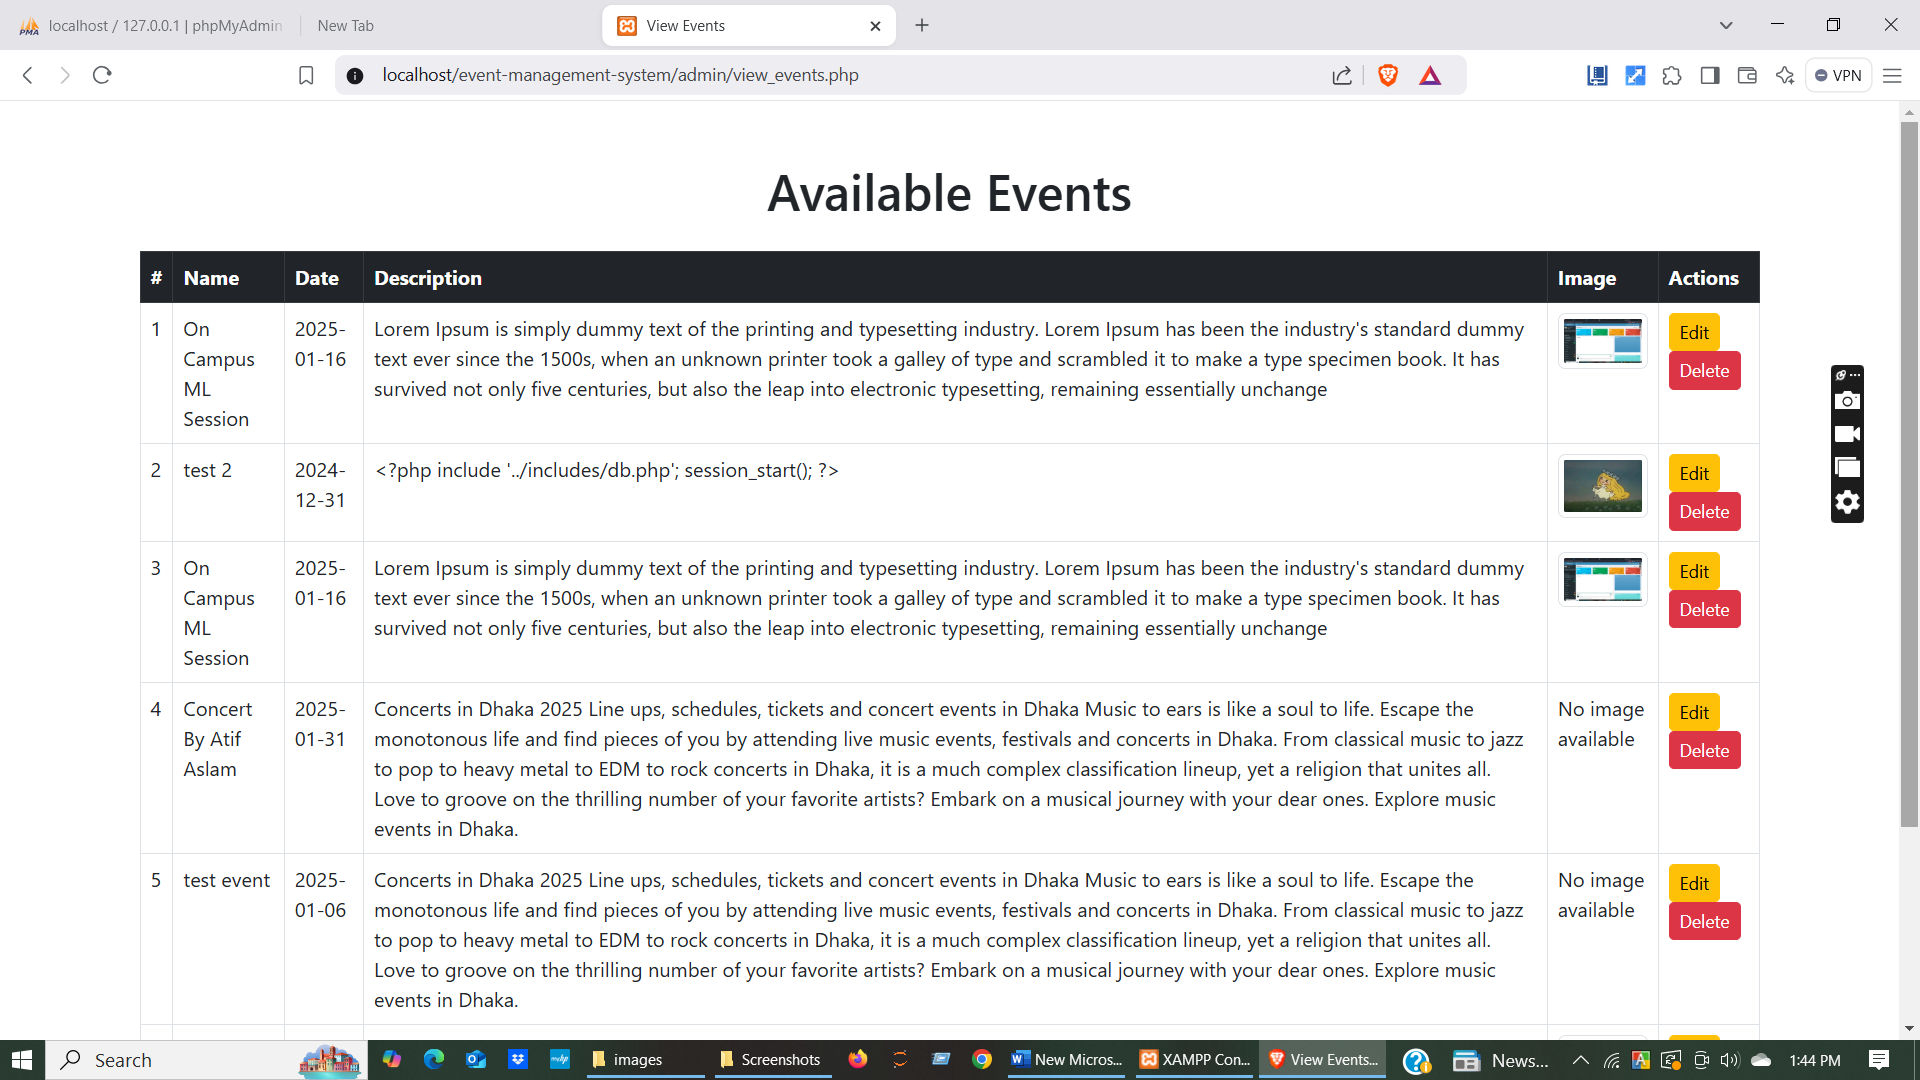 localhost / 127.0.0.1 | phpMyAdmin
New Tab
View Events
localhost/event-management-system/admin/view_events.php
VPN
Available Events
# Name Date Description Image Actions
1 On Campus ML Session 2025-01-16
Lorem Ipsum is simply dummy text of the printing and typesetting industry. Lorem Ipsum has been the industry's standard dummy
text ever since the 1500s, when an unknown printer took a galley of type and scrambled it to make a type specimen book. It has
survived not only five centuries, but also the leap into electronic typesetting, remaining essentially unchange
Edit
Delete
2 test 2 2024-12-31 <?php include '../includes/db.php'; session_start(); ?>
Edit
Delete
3 On Campus ML Session 2025-01-16
Lorem Ipsum is simply dummy text of the printing and typesetting industry. Lorem Ipsum has been the industry's standard dummy
text ever since the 1500s, when an unknown printer took a galley of type and scrambled it to make a type specimen book. It has
survived not only five centuries, but also the leap into electronic typesetting, remaining essentially unchange
Edit
Delete
4 Concert By Atif Aslam 2025-01-31
Concerts in Dhaka 2025 Line ups, schedules, tickets and concert events in Dhaka Music to ears is like a soul to life. Escape the
monotonous life and find pieces of you by attending live music events, festivals and concerts in Dhaka. From classical music to jazz
to pop to heavy metal to EDM to rock concerts in Dhaka, it is a much complex classification lineup, yet a religion that unites all.
Love to groove on the thrilling number of your favorite artists? Embark on a musical journey with your dear ones. Explore music
events in Dhaka.
No image available
Edit
Delete
5 test event 2025-01-06
Concerts in Dhaka 2025 Line ups, schedules, tickets and concert events in Dhaka Music to ears is like a soul to life. Escape the
monotonous life and find pieces of you by attending live music events, festivals and concerts in Dhaka. From classical music to jazz
to pop to heavy metal to EDM to rock concerts in Dhaka, it is a much complex classification lineup, yet a religion that unites all.
Love to groove on the thrilling number of your favorite artists? Embark on a musical journey with your dear ones. Explore music
events in Dhaka.
No image available
Edit
Delete
Search
images
Screenshots
New Micros...
XAMPP Con...
View Events...
News...
1:44 PM